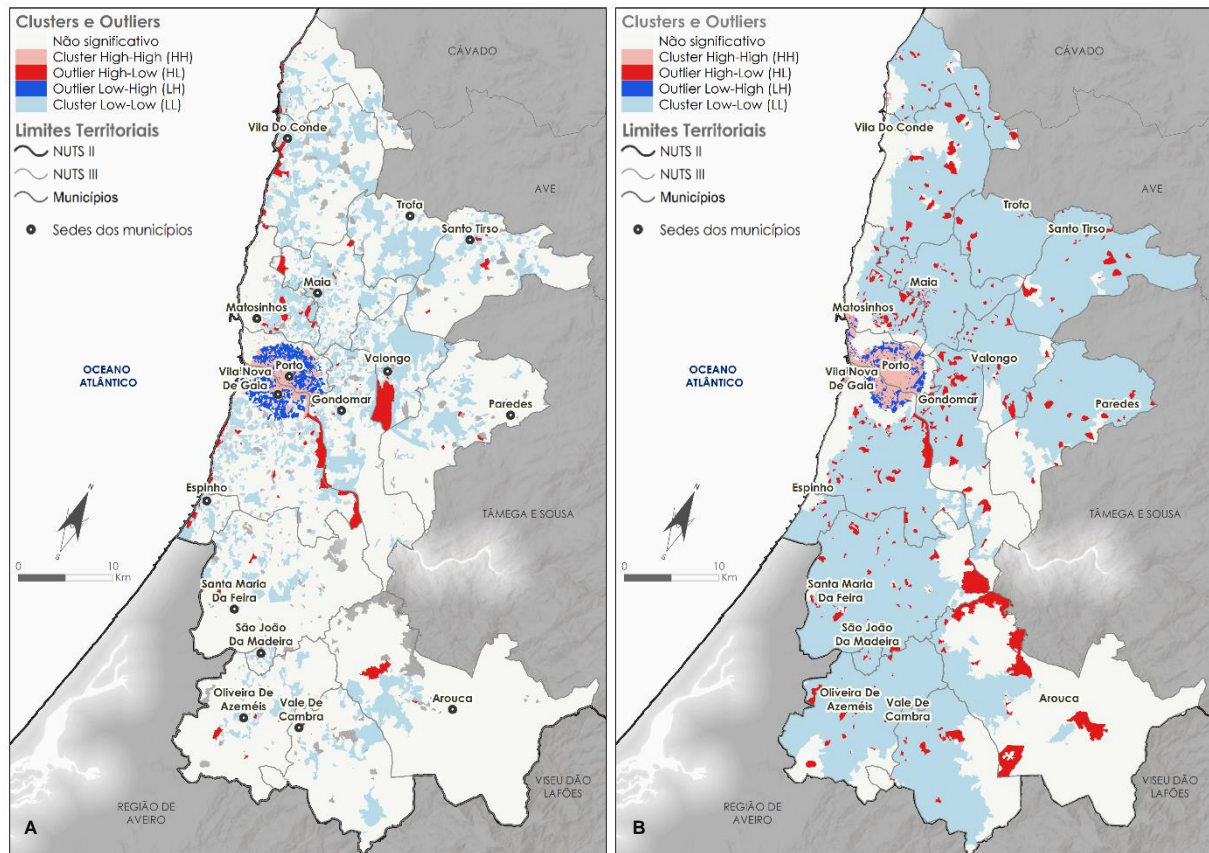 Clusters e Outliers
Não significativo
Cluster High-High (HH)
Outlier High-Low (HL)
Outlier Low-High (LH)
Cluster Low-Low (LL)
Limites Territoriais
NUTS II
NUTS III
Municípios
Sedes dos municípios
CÁVADO
Vila Do Conde
AVE
Trofa
Santo Tirso
Maia
Matosinhos
OCEANO
ATLÂNTICO
Porto
Vila Nova
De Gaia
Valongo
Gondomar
Paredes
Espinho
N
S
0
10
Km
TÂMEGA E SOUSA
Santa Maria
Da Feira
São João
Da Madeira
Oliveira De
Azeméis
Vale De
Cambra
Arouca
REGIÃO DE
AVEIRO
VISEU DÃO
LAFÕES
A
Clusters e Outliers
Não significativo
Cluster High-High (HH)
Outlier High-Low (HL)
Outlier Low-High (LH)
Cluster Low-Low (LL)
Limites Territoriais
NUTS II
NUTS III
Municípios
Sedes dos municípios
CÁVADO
Vila Do Conde
AVE
Trofa
Santo Tirso
Maia
Matosinhos
OCEANO
ATLÂNTICO
Porto
Vila Nova
De Gaia
Valongo
Gondomar
Paredes
Espinho
N
S
0
10
Km
TÂMEGA E SOUSA
Santa Maria
Da Feira
São João
Da Madeira
Oliveira De
Azeméis
Vale De
Cambra
Arouca
REGIÃO DE
AVEIRO
VISEU DÃO
LAFÕES
B